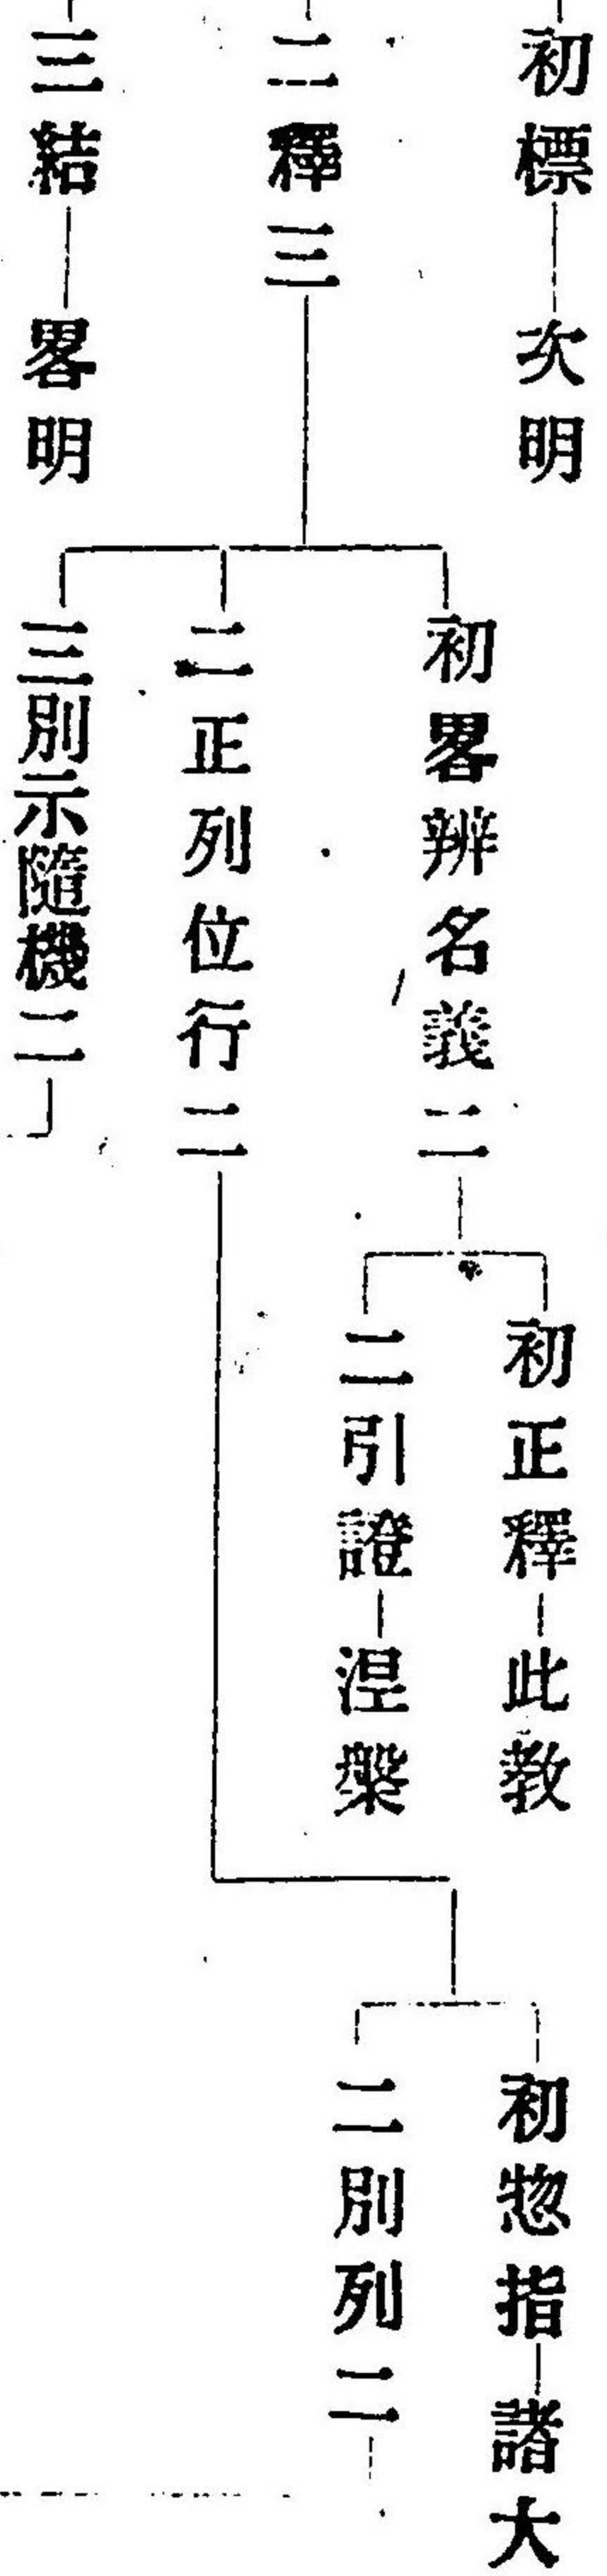 初標—次明
二釋三
三結—畧明
初畧辨名義二
二正列位行二
三別示隨機二
初正釋—此教
二引證—涅槃
初惣指—諸大
二別列二